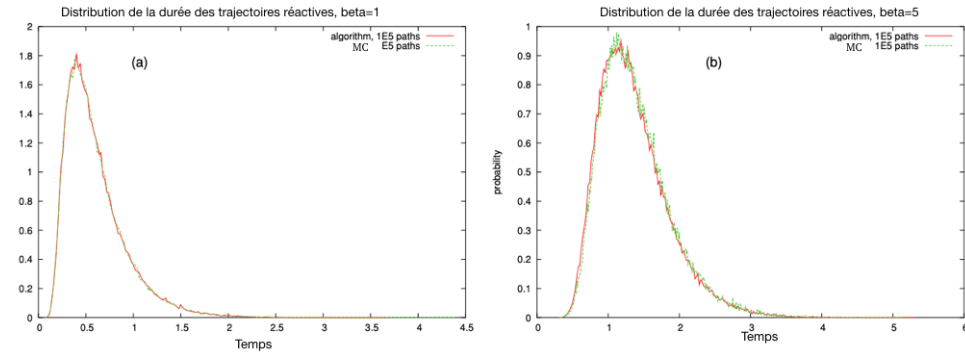 Distribution de la durée des trajectoires réactives, beta=1
2
1.8
1.6
1.4
1.2
1
0.8
0.6
0.4
0.2
0
algorithm, 1E5 paths
MC E5 paths
(a)
0 0.5 1 1.5 2 2.5 3 3.5 4 4.5
Temps
Distribution de la durée des trajectoires réactives, beta=5
1
0.9
0.8
0.7
0.6
0.5
0.4
0.3
0.2
0.1
0
probability
algorithm, 1E5 paths
MC 1E5 paths
(b)
0 1 2 3 4 5 6
Temps